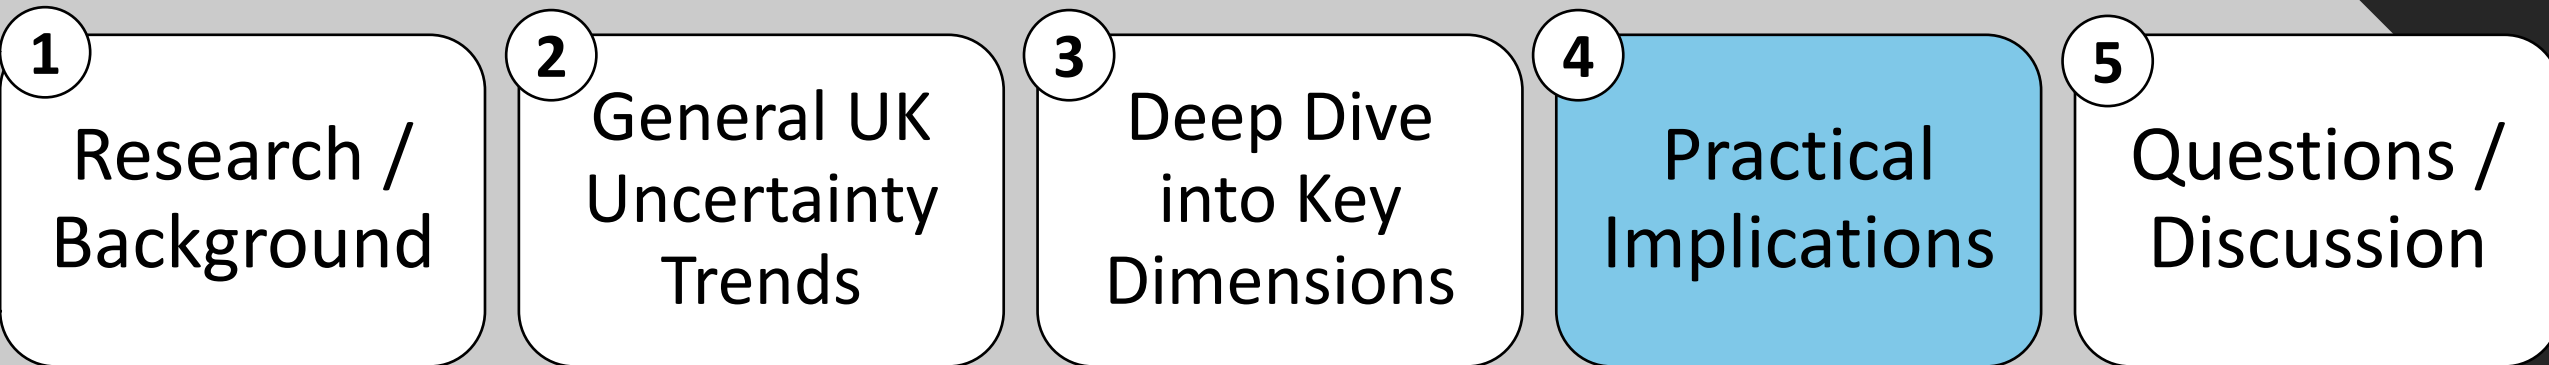 1
Research /
Background
2
General UK
Uncertainty
Trends
3
Deep Dive
into Key
Dimensions
4
Practical
Implications
5
Questions /
Discussion